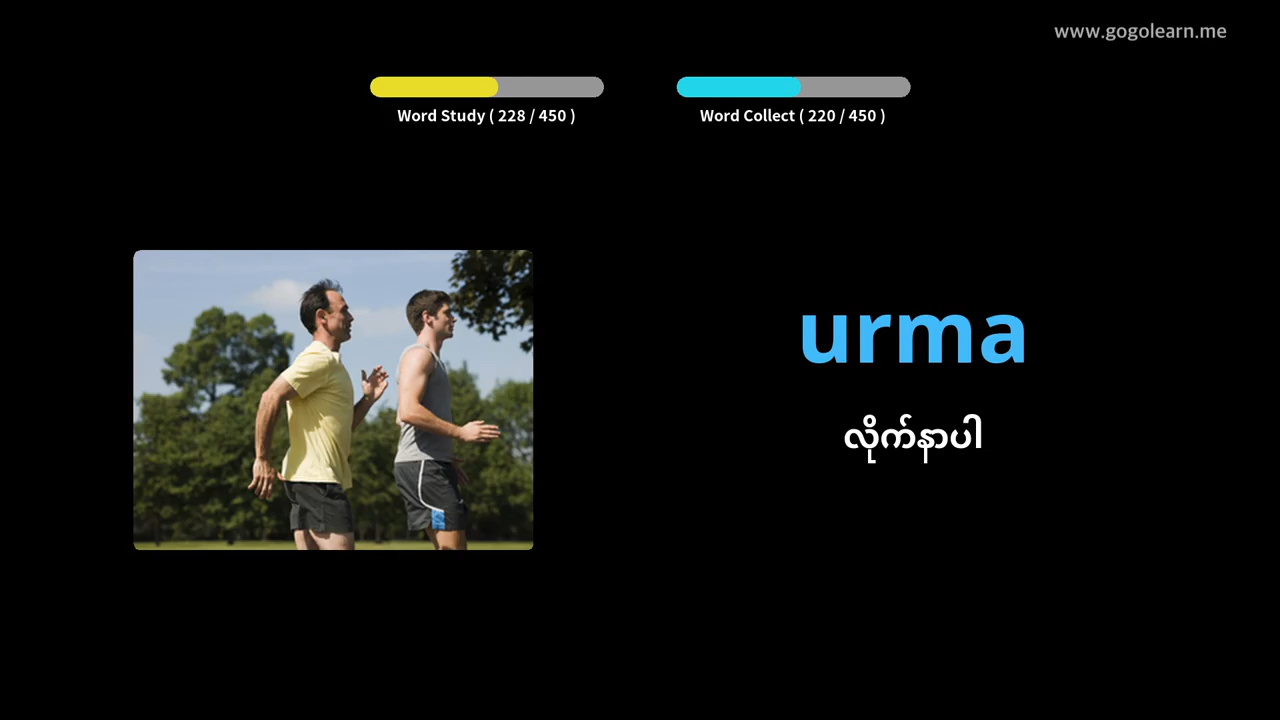 www.gogolearn.me
Word Study ( 228 / 450 )
Word Collect ( 220 / 450 )
urma
လိုက်နာပါ